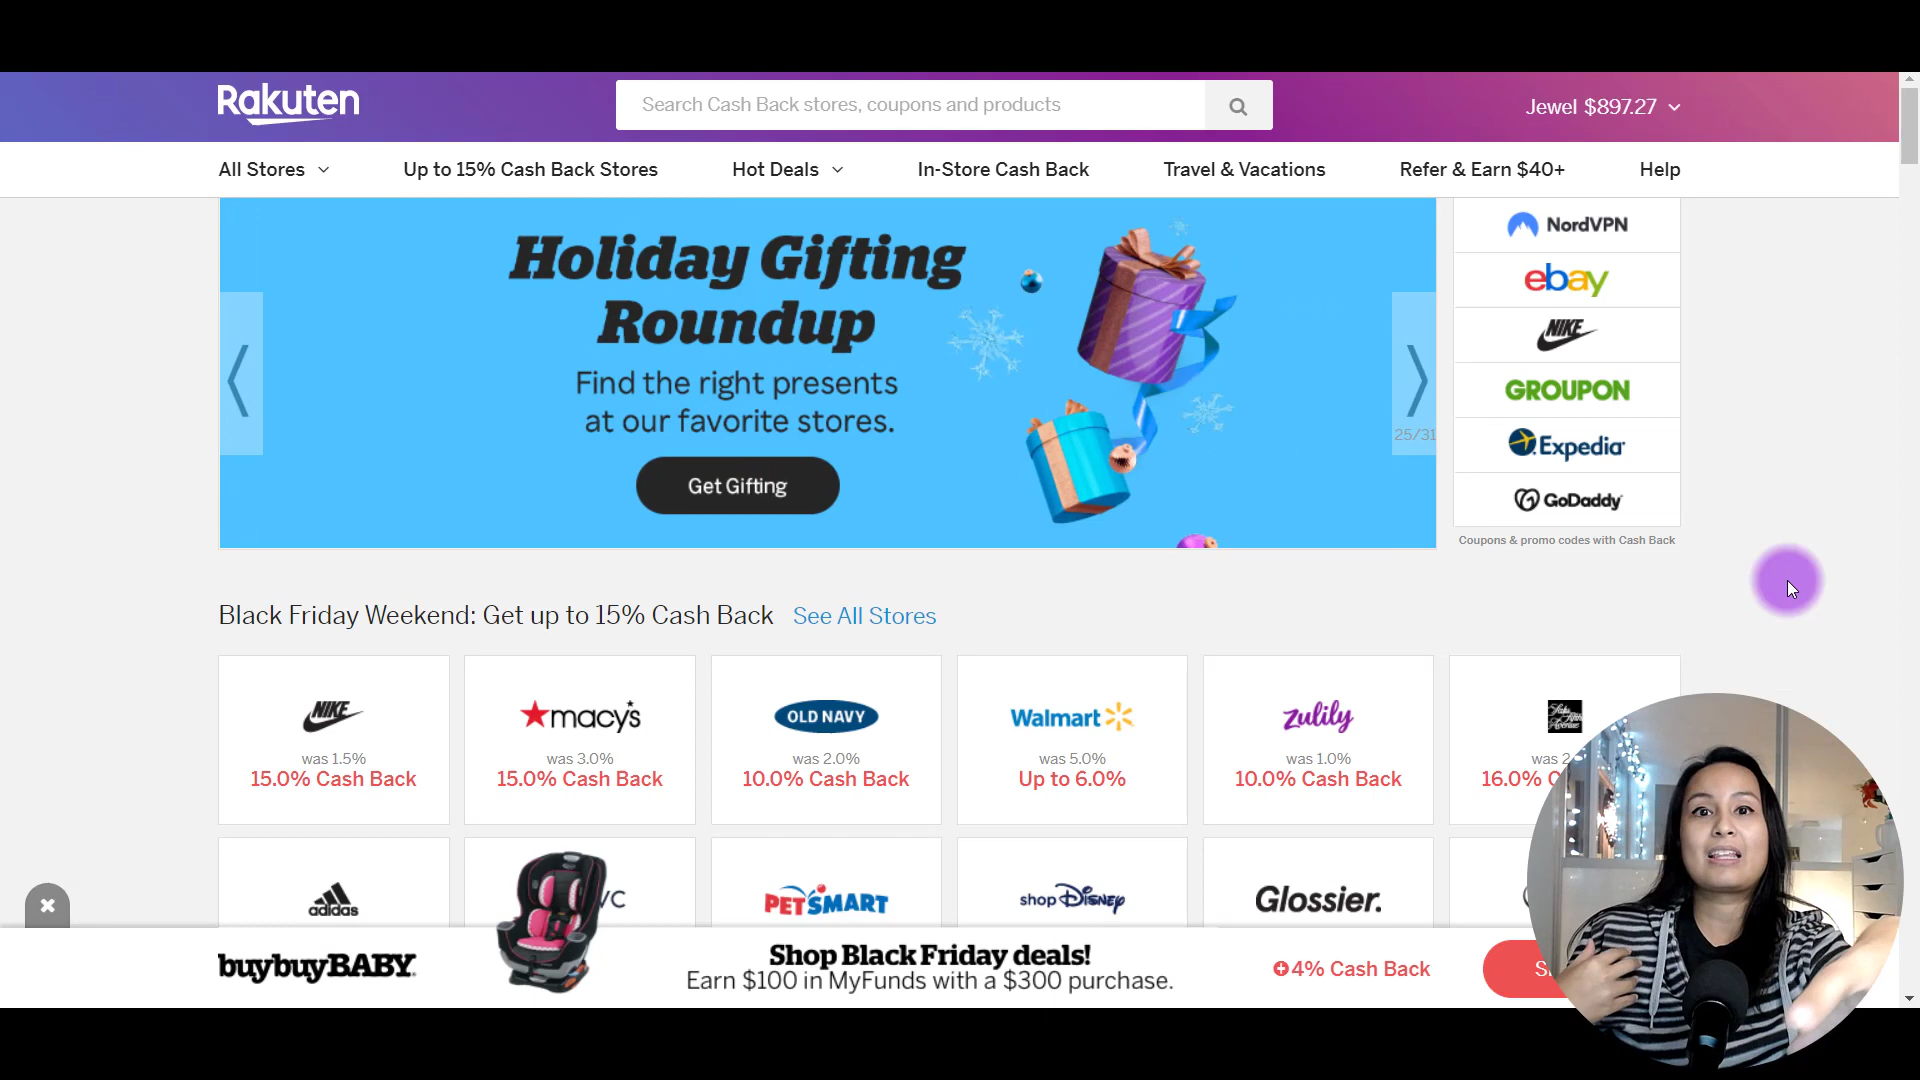 Rakuten
Search Cash Back stores, coupons and products
Jewel $897.27
All Stores
Up to 15% Cash Back Stores
Hot Deals
In-Store Cash Back
Travel & Vacations
Refer & Earn $40+
Help
Holiday Gifting
Roundup
Find the right presents
at our favorite stores.
Get Gifting
25/31
NordVPN
ebay
NIKE
GROUPON
Expedia
GoDaddy
Coupons & promo codes with Cash Back
Black Friday Weekend: Get up to 15% Cash Back See All Stores
NIKE
was 1.5%
15.0% Cash Back
macy's
was 3.0%
15.0% Cash Back
OLD NAVY
was 2.0%
10.0% Cash Back
Walmart
was 5.0%
Up to 6.0%
zulily
was 1.0%
10.0% Cash Back
Saks Fifth Avenue
was 2
16.0% C
adidas
VC
PETSMART
shop Disney
Glossier.
buybuyBABY
Shop Black Friday deals!
Earn $100 in MyFunds with a $300 purchase.
4% Cash Back